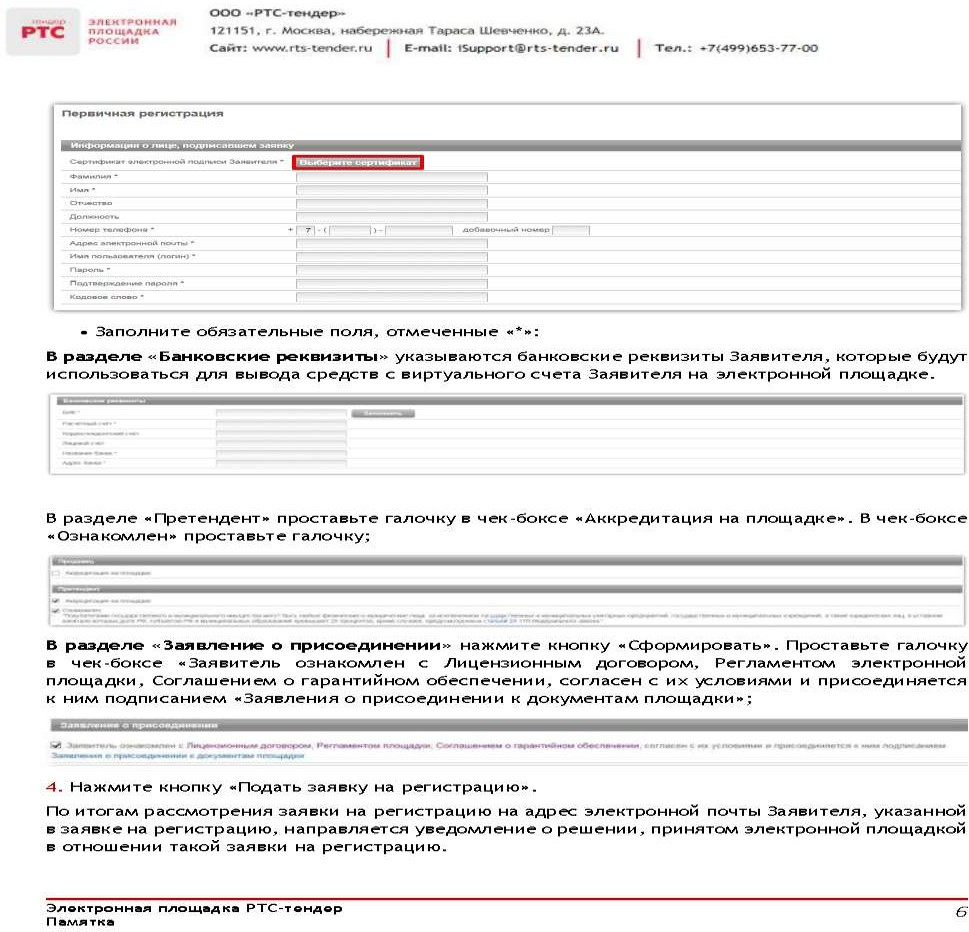 тендер
РТС
ЭЛЕКТРОННАЯ
ПЛОЩАДКА
РОССИИ
ООО «РТС-тендер»
121151, г. Москва, набережная Тараса Шевченко, д. 23А.
Сайт: www.rts-tender.ru | E-mail: iSupport@rts-tender.ru | Тел.: +7(499)653-77-00
Первичная регистрация
Информация о лице, подписавшем заявку
Сертификат электронной подписи Заявителя * Выберите сертификат
Фамилия *
Имя *
Отчество
Должность
Номер телефона * + 7 - ( ) - добавочный номер
Адрес электронной почты *
Имя пользователя (логин) *
Пароль *
Подтверждение пароля *
Кодовое слово *
• Заполните обязательные поля, отмеченные «*»:
В разделе «Банковские реквизиты» указываются банковские реквизиты Заявителя, которые будут
использоваться для вывода средств с виртуального счета Заявителя на электронной площадке.
Банковские реквизиты
БИК * Заполнить
Расчетный счет *
Корреспондентский счет
Лицевой счет
Название банка *
Адрес банка *
В разделе «Претендент» проставьте галочку в чек-боксе «Аккредитация на площадке». В чек-боксе
«Ознакомлен» проставьте галочку;
Продавец
Аккредитация на площадке
Претендент
Аккредитация на площадке
Ознакомлен
В разделе «Заявление о присоединении» нажмите кнопку «Сформировать». Проставьте галочку
в чек-боксе «Заявитель ознакомлен с Лицензионным договором, Регламентом электронной
площадки, Соглашением о гарантийном обеспечении, согласен с их условиями и присоединяется
к ним подписанием «Заявления о присоединении к документам площадки»;
Заявление о присоединении
Заявитель ознакомлен с Лицензионным договором, Регламентом площадки, Соглашением о гарантийном обеспечении, согласен с их условиями и присоединяется к ним подписанием
Заявления о присоединении к документам площадки
4. Нажмите кнопку «Подать заявку на регистрацию».
По итогам рассмотрения заявки на регистрацию на адрес электронной почты Заявителя, указанной
в заявке на регистрацию, направляется уведомление о решении, принятом электронной площадкой
в отношении такой заявки на регистрацию.
Электронная площадка РТС-тендер
Памятка
6